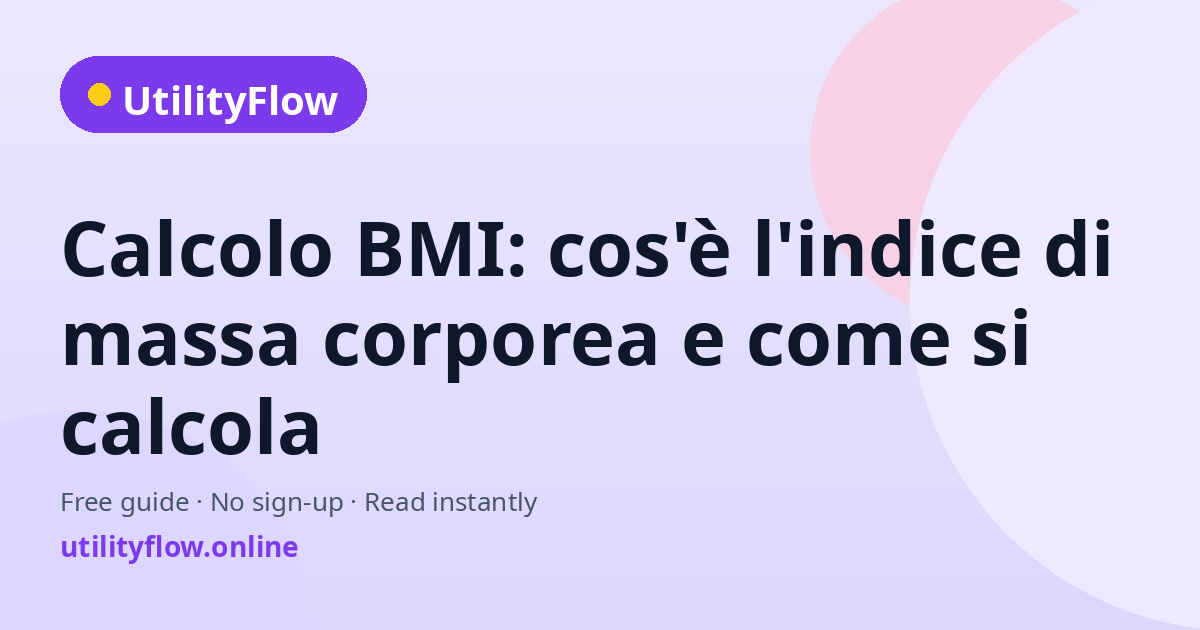 UtilityFlow
Calcolo BMI: cos'è l'indice di
massa corporea e come si
calcola
Free guide · No sign-up · Read instantly
utilityflow.online